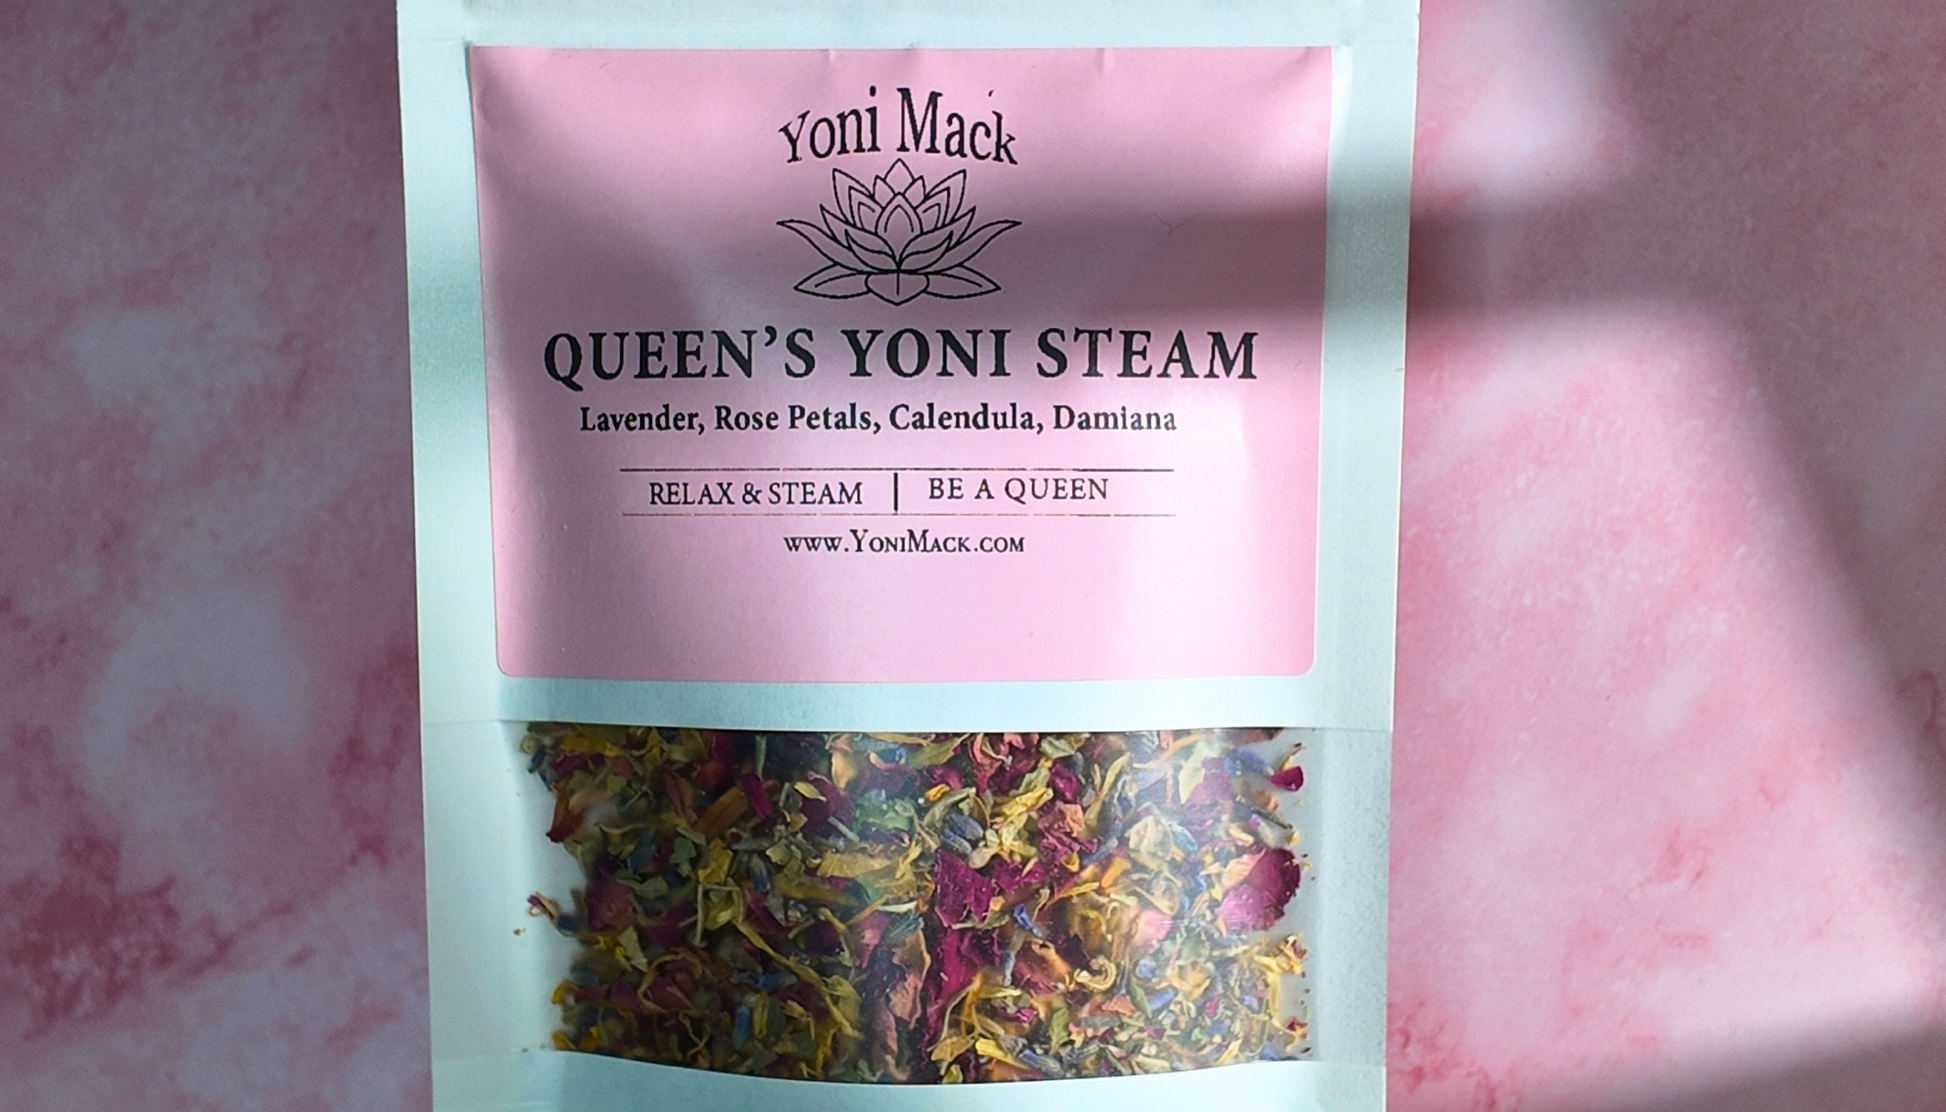 Yoni Mack
QUEEN'S YONI STEAM
Lavender, Rose Petals, Calendula, Damiana
RELAX & STEAM | BE A QUEEN
www.YoniMack.com